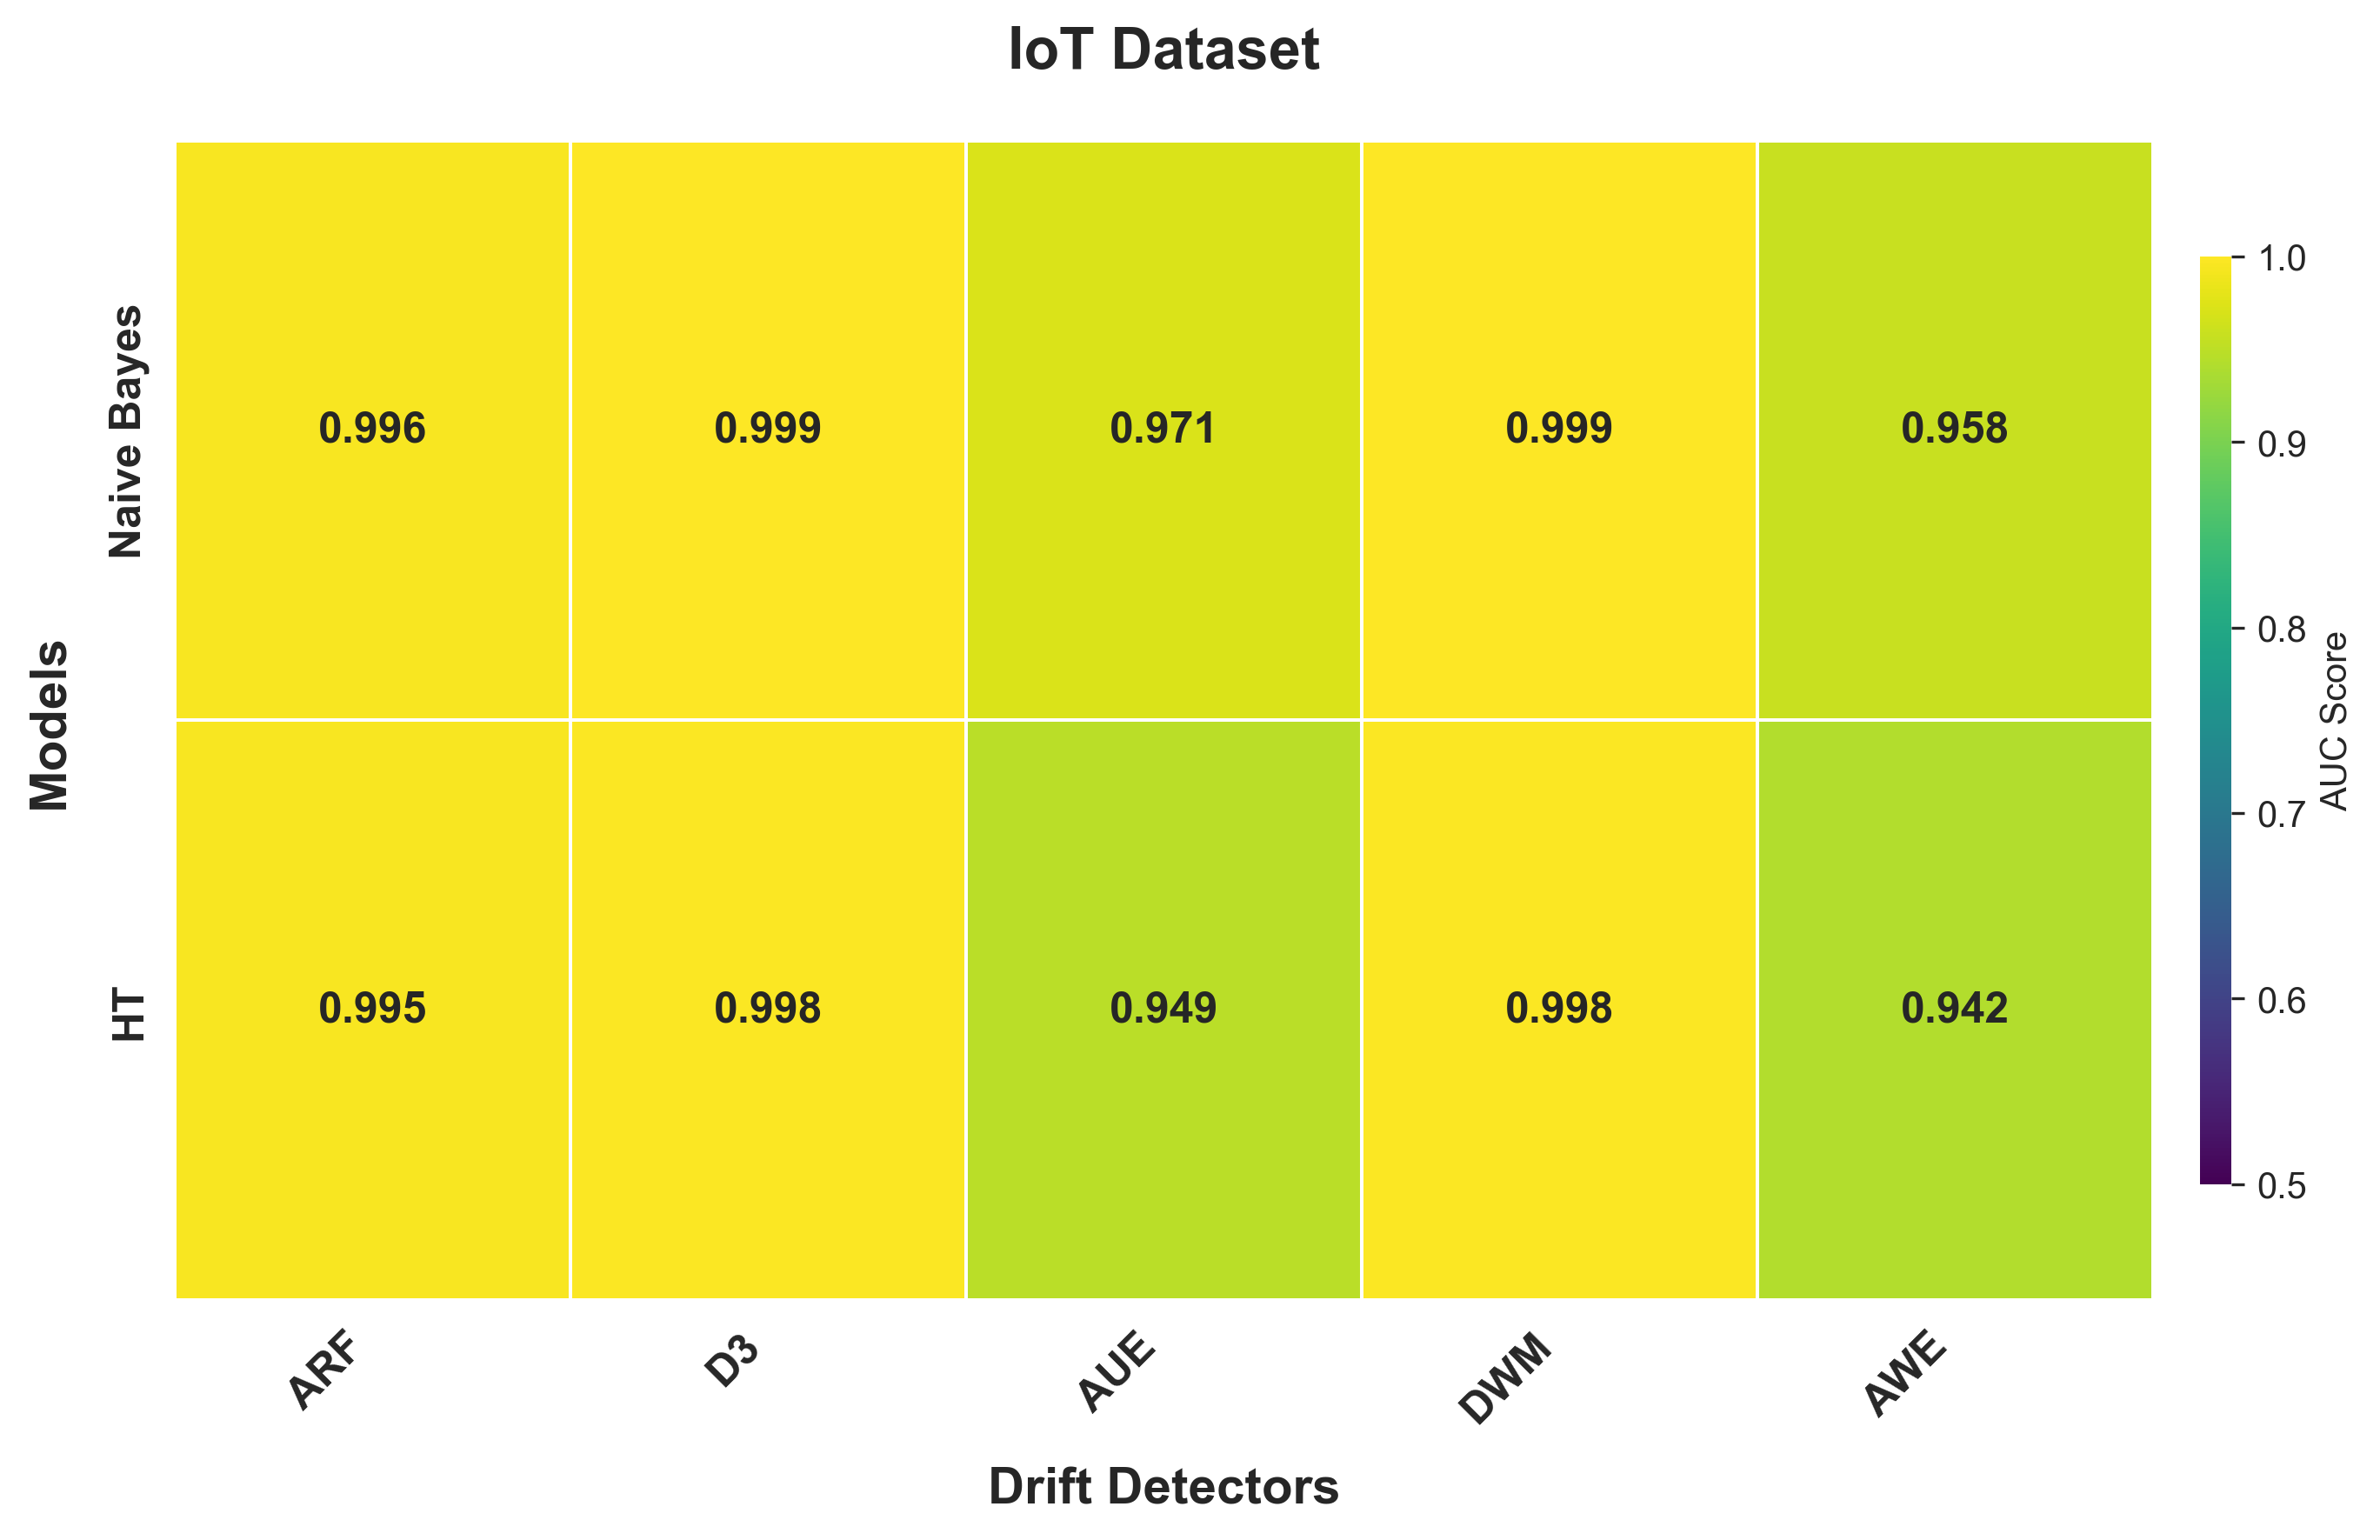 IoT Dataset
Models
Naive Bayes
0.996 0.999 0.971 0.999 0.958
HT
0.995 0.998 0.949 0.998 0.942
ARF D3 AUE DWM AWE
Drift Detectors
1.0
0.9
0.8
0.7
0.6
0.5
AUC Score